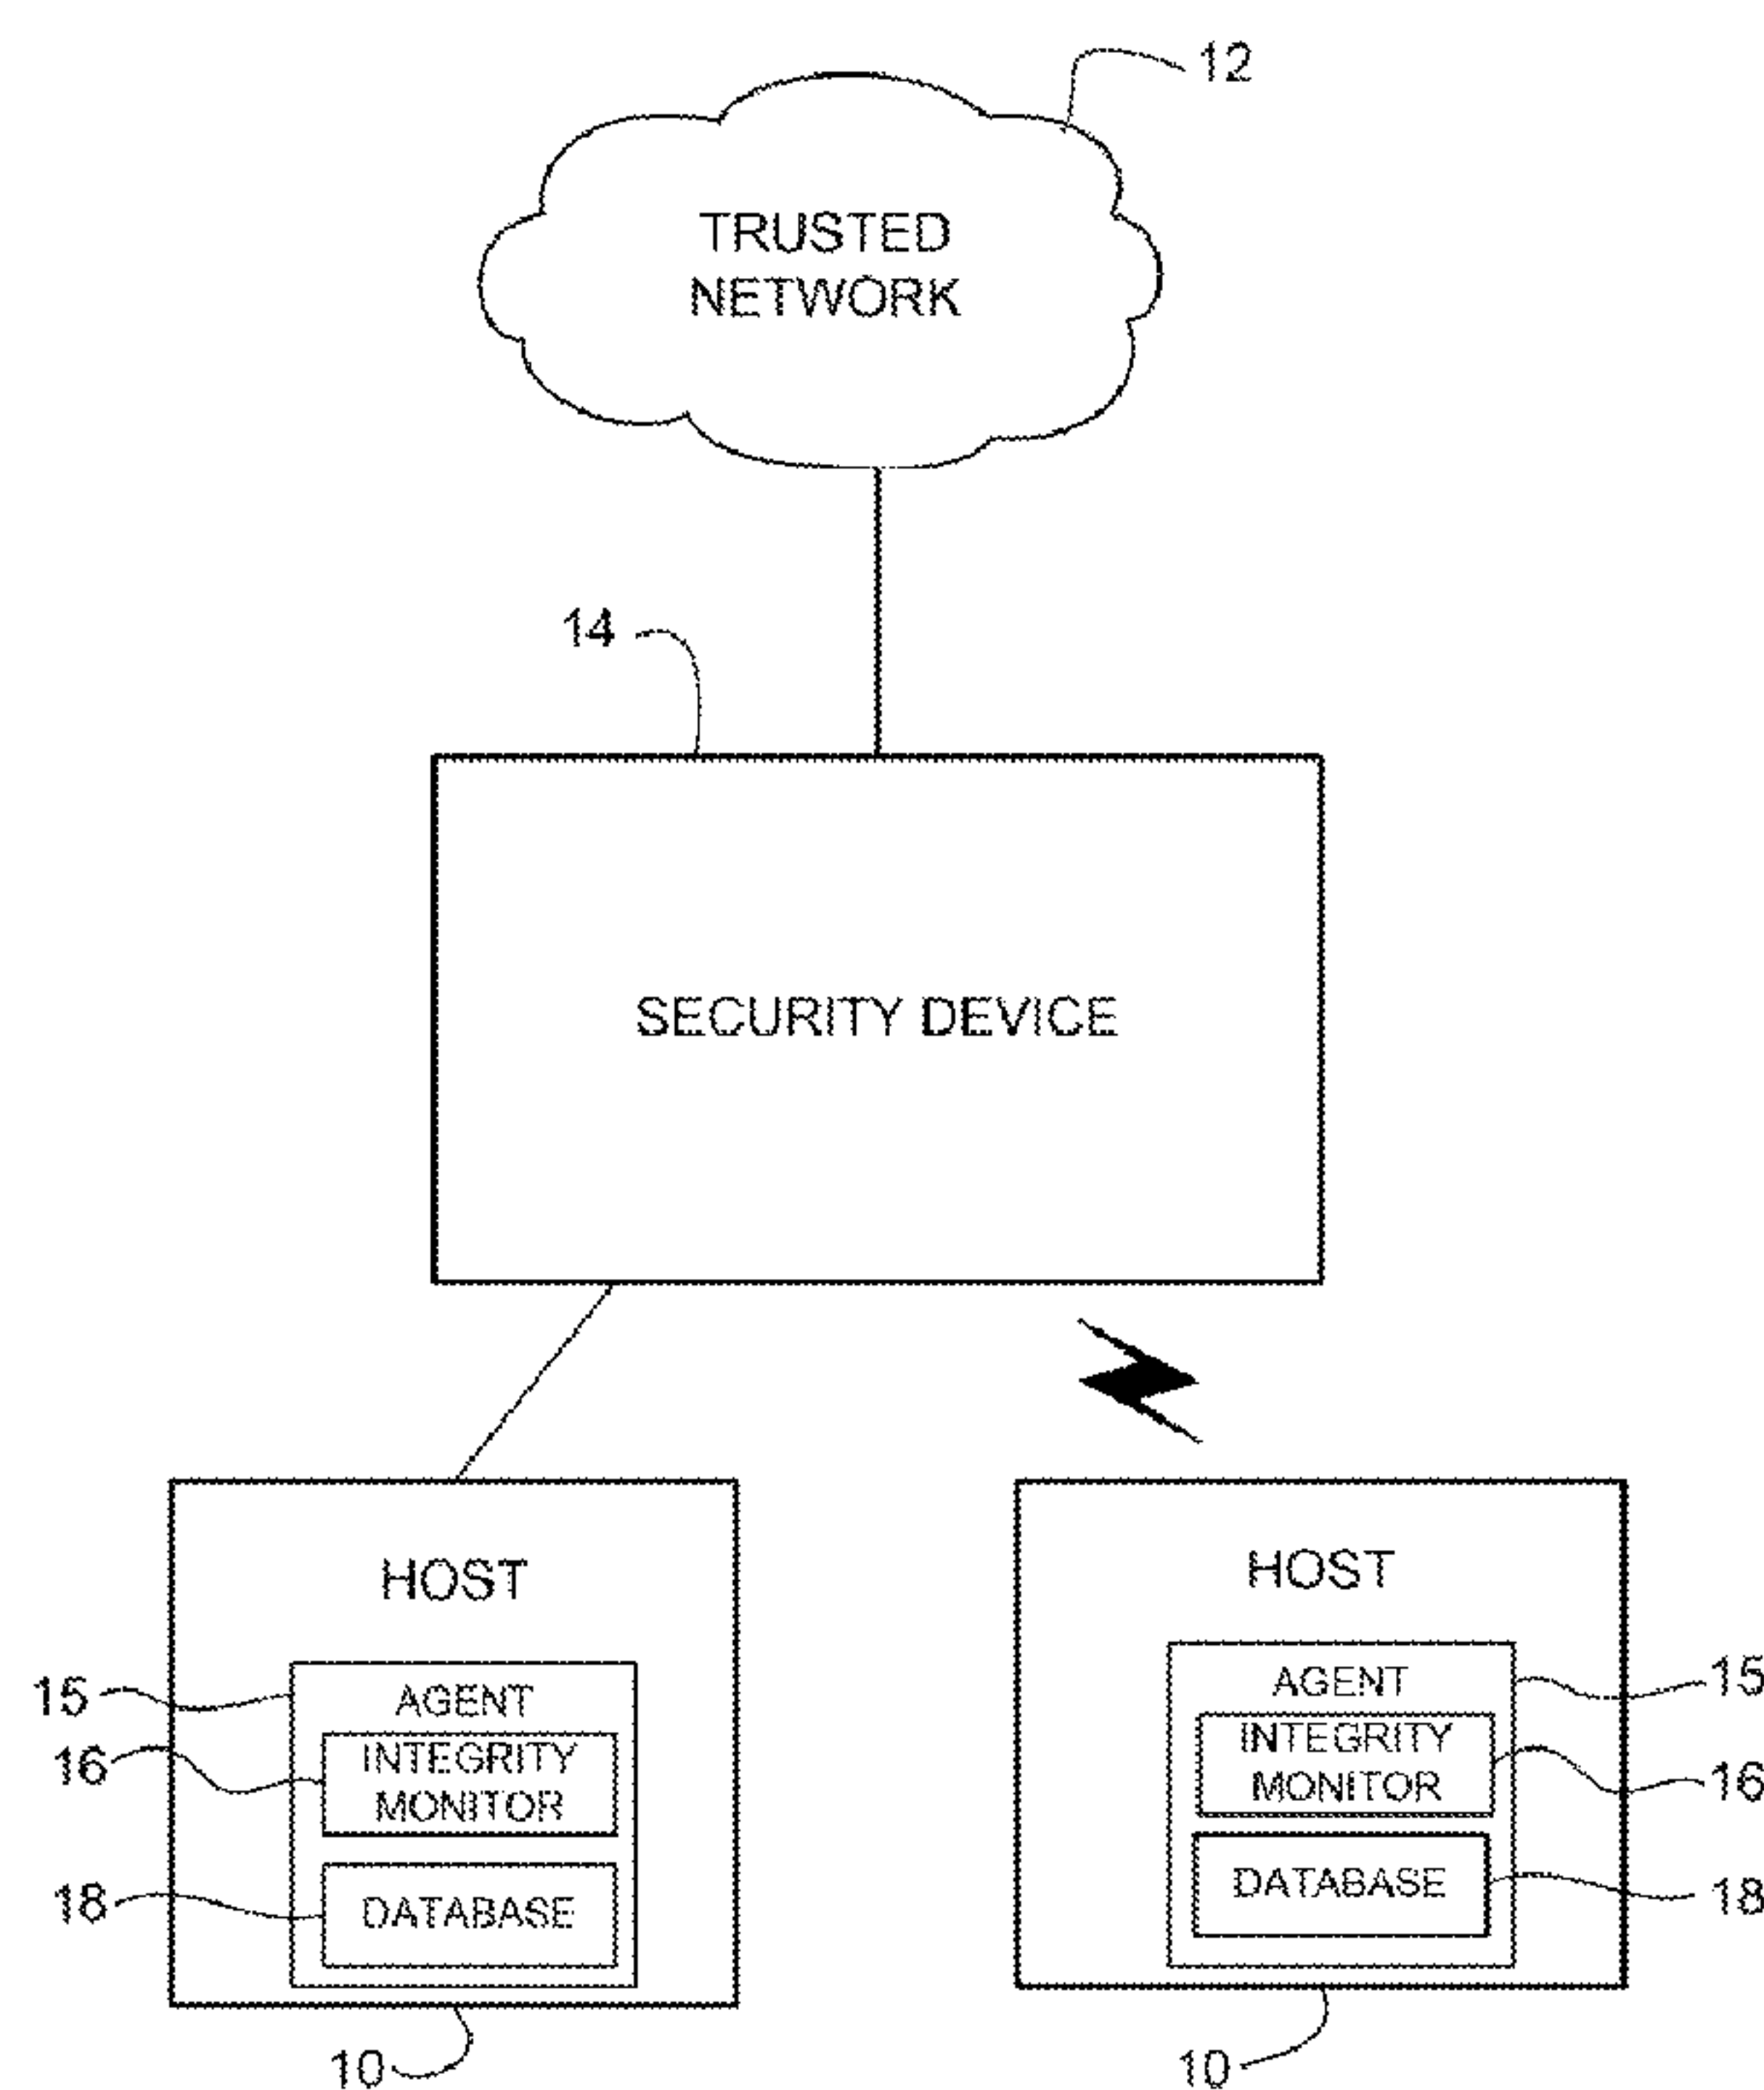 12
TRUSTED
NETWORK
14
SECURITY DEVICE
HOST
15
AGENT
16
INTEGRITY
MONITOR
18
DATABASE
10
HOST
AGENT
15
INTEGRITY
MONITOR
16
DATABASE
18
10